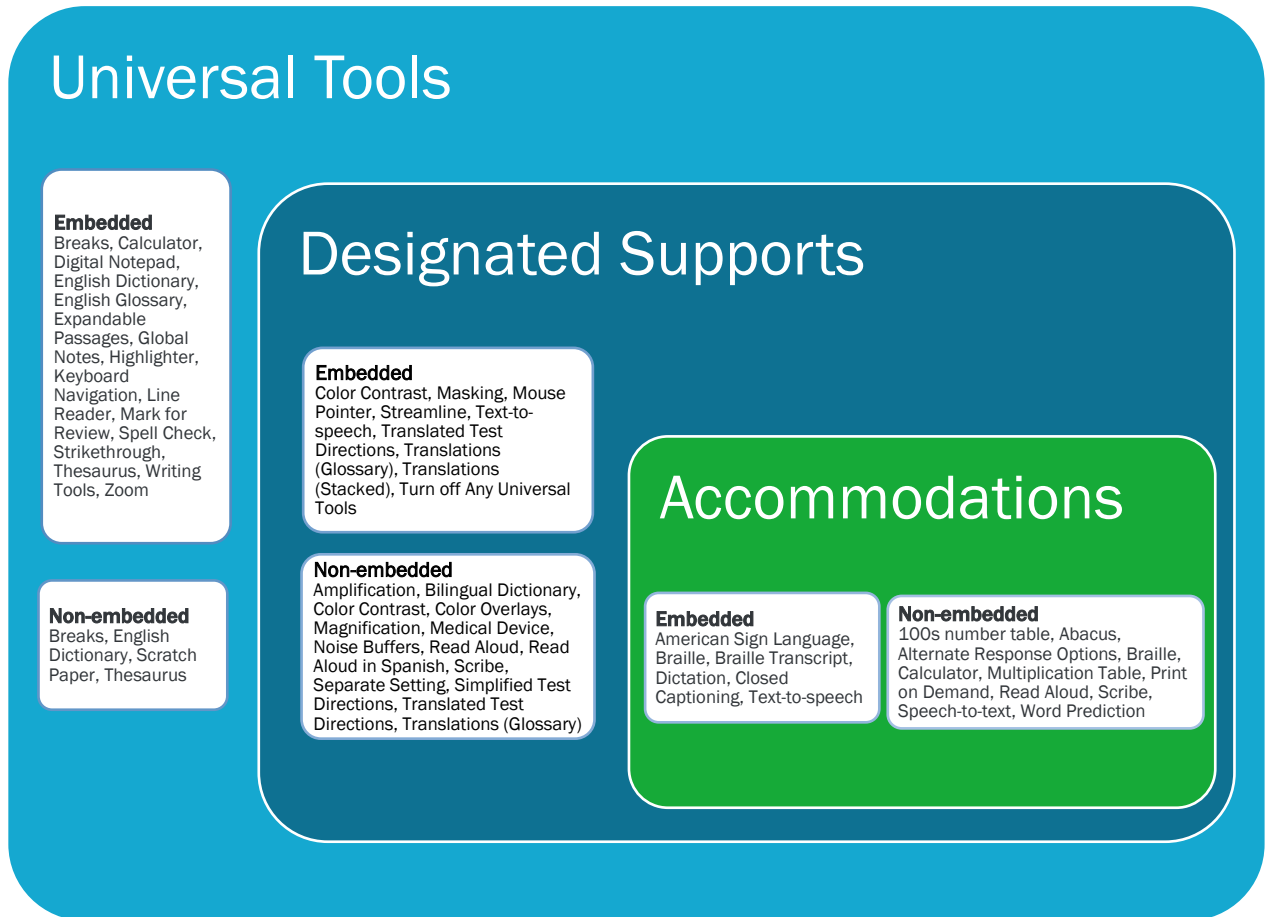 Universal Tools
Embedded
Breaks, Calculator,
Digital Notepad,
English Dictionary,
English Glossary,
Expandable
Passages, Global
Notes, Highlighter,
Keyboard
Navigation, Line
Reader, Mark for
Review, Spell Check,
Strikethrough,
Thesaurus, Writing
Tools, Zoom
Non-embedded
Breaks, English
Dictionary, Scratch
Paper, Thesaurus
Designated Supports
Embedded
Color Contrast, Masking, Mouse
Pointer, Streamline, Text-to-
speech, Translated Test
Directions, Translations
(Glossary), Translations
(Stacked), Turn off Any Universal
Tools
Non-embedded
Amplification, Bilingual Dictionary,
Color Contrast, Color Overlays,
Magnification, Medical Device,
Noise Buffers, Read Aloud, Read
Aloud in Spanish, Scribe,
Separate Setting, Simplified Test
Directions, Translated Test
Directions, Translations (Glossary)
Accommodations
Embedded
American Sign Language,
Braille, Braille Transcript,
Dictation, Closed
Captioning, Text-to-speech
Non-embedded
100s number table, Abacus,
Alternate Response Options, Braille,
Calculator, Multiplication Table, Print
on Demand, Read Aloud, Scribe,
Speech-to-text, Word Prediction